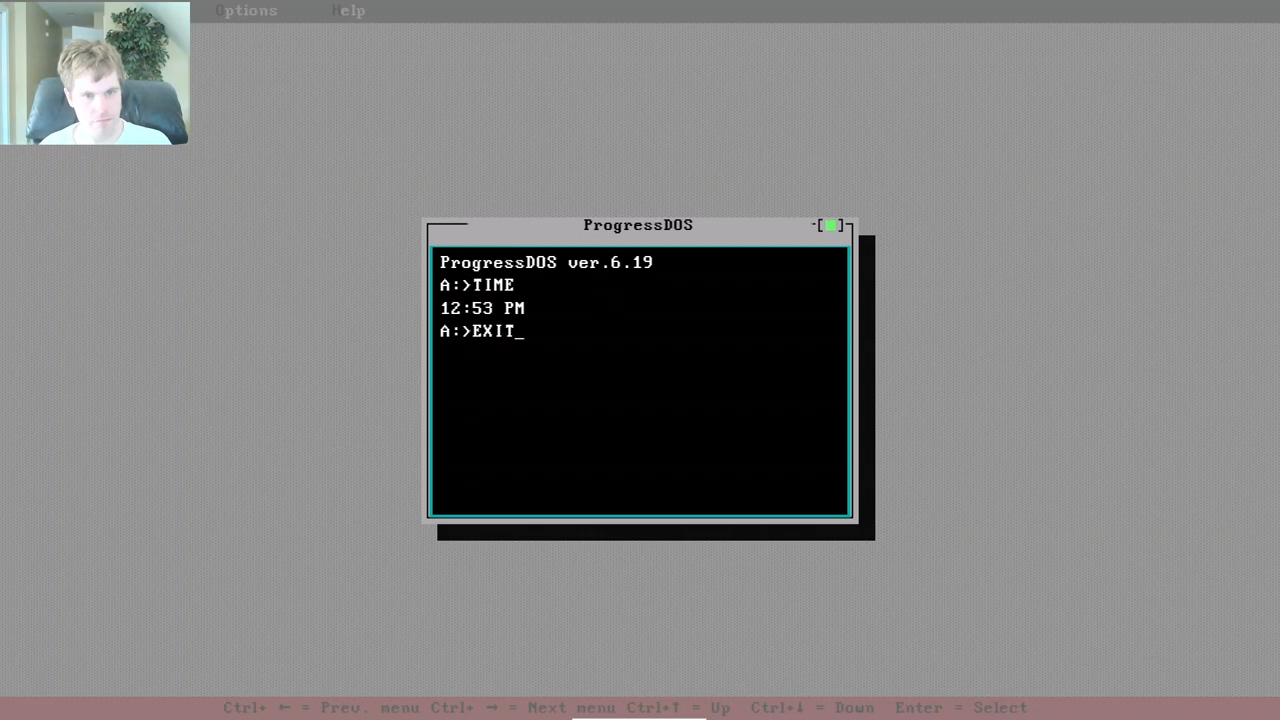 Options Help
ProgressDOS
ProgressDOS ver.6.19
A:>TIME
12:53 PM
A:>EXIT_
Ctrl+ ← = Prev. menu Ctrl+ → = Next menu Ctrl+↑ = Up Ctrl+↓ = Down Enter = Select